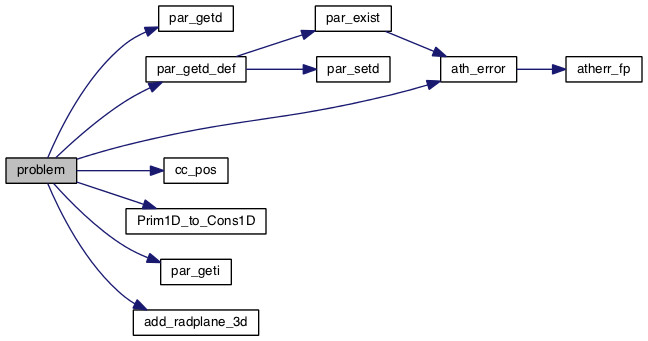 par_getd
par_exist
par_getd_def
par_setd
ath_error
atherr_fp
problem
cc_pos
Prim1D_to_Cons1D
par_geti
add_radplane_3d